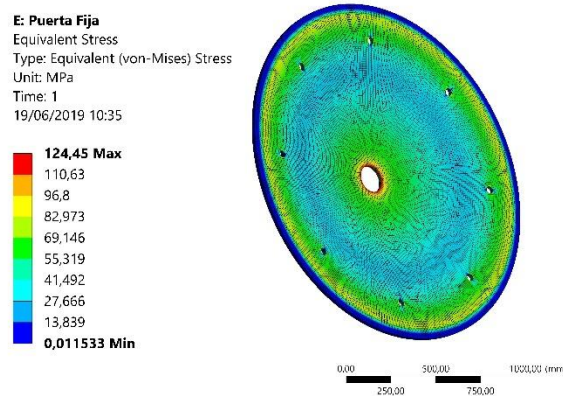 E: Puerta Fija
Equivalent Stress
Type: Equivalent (von-Mises) Stress
Unit: MPa
Time: 1
19/06/2019 10:35
124,45 Max
110,63
96,8
82,973
69,146
55,319
41,492
27,666
13,839
0,011533 Min
0,00 500,00 1000,00 (mm
250,00 750,00